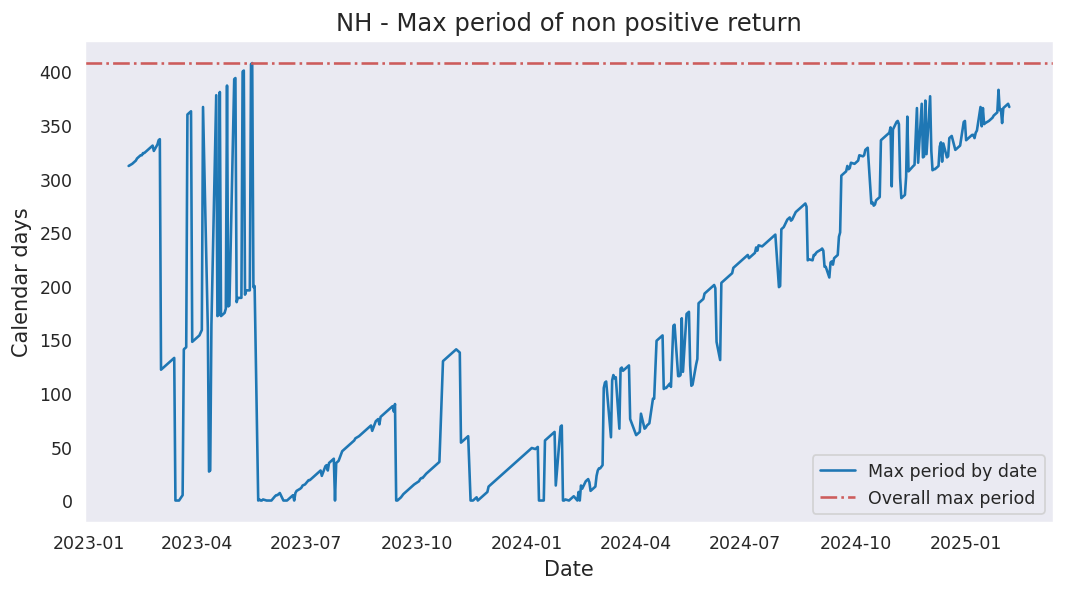 NH - Max period of non positive return
Calendar days
400
350
300
250
200
150
100
50
0
2023-01 2023-04 2023-07 2023-10 2024-01 2024-04 2024-07 2024-10 2025-01
Date
Max period by date
Overall max period